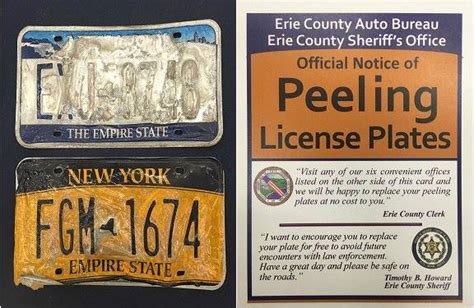 THE EMPIRE STATE
NEW YORK
FGM 1674
EMPIRE STATE
Erie County Auto Bureau
Erie County Sheriff's Office
Official Notice of
Peeling
License Plates
"Visit any of our six convenient offices
listed on the other side of this card and
we will be happy to replace your peeling
plates at no cost to you."
Erie County Clerk
"I want to encourage you to replace
your plate for free to avoid future
encounters with law enforcement.
Have a great day and please be safe on
the roads."
Timothy B. Howard
Erie County Sheriff